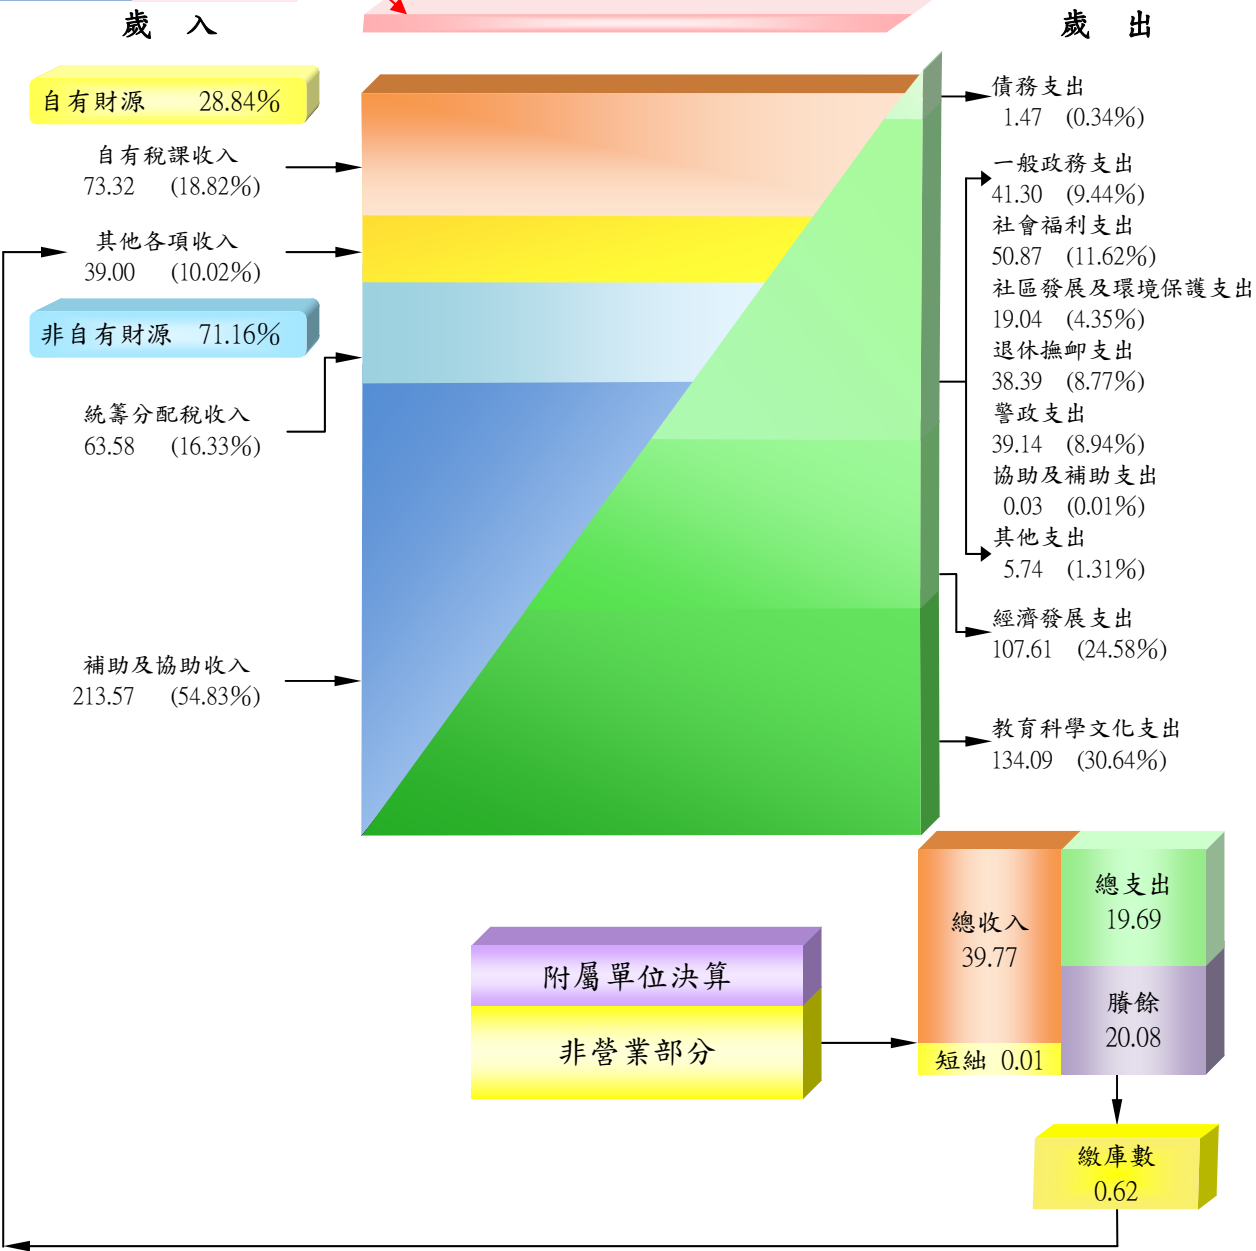 歲 入
自有財源 28.84%
自有稅課收入
73.32 (18.82%)
其他各項收入
39.00 (10.02%)
非自有財源 71.16%
統籌分配稅收入
63.58 (16.33%)
補助及協助收入
213.57 (54.83%)
歲 出
債務支出
1.47 (0.34%)
一般政務支出
41.30 (9.44%)
社會福利支出
50.87 (11.62%)
社區發展及環境保護支出
19.04 (4.35%)
退休撫卹支出
38.39 (8.77%)
警政支出
39.14 (8.94%)
協助及補助支出
0.03 (0.01%)
其他支出
5.74 (1.31%)
經濟發展支出
107.61 (24.58%)
教育科學文化支出
134.09 (30.64%)
附屬單位決算
非營業部分
總收入
39.77
短絀 0.01
總支出
19.69
賸餘
20.08
繳庫數
0.62